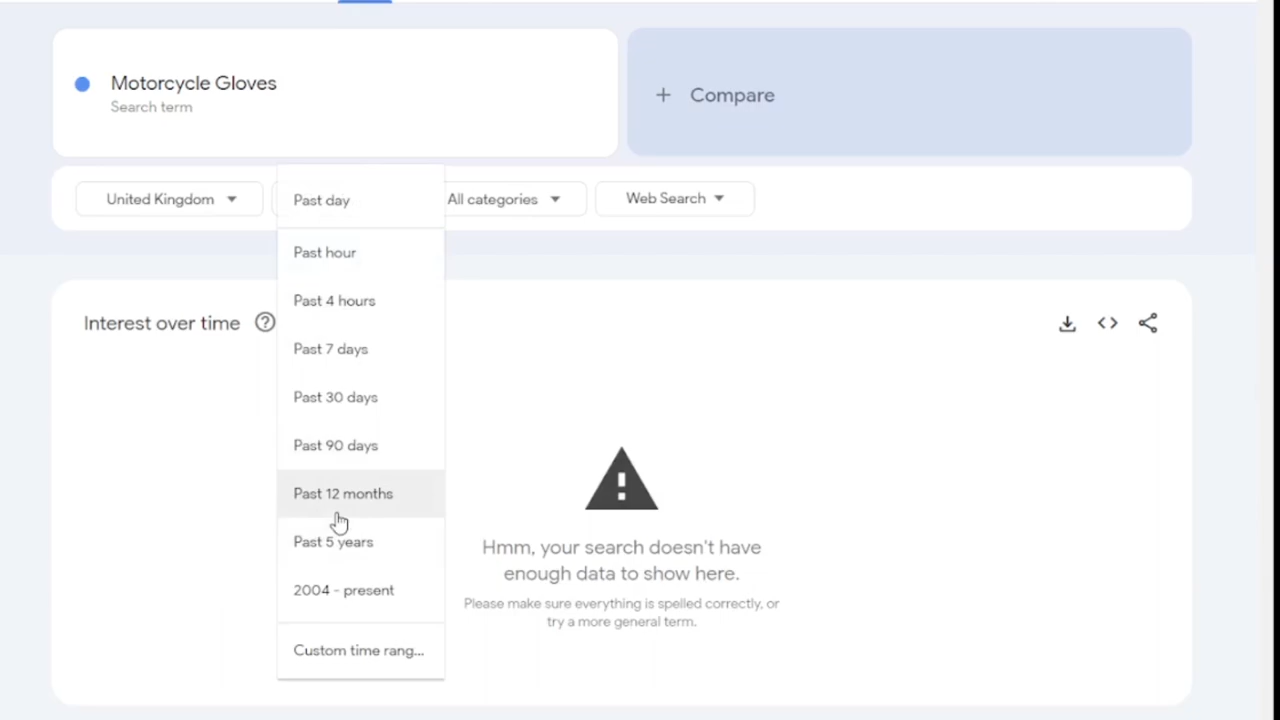 Motorcycle Gloves
Search term
+ Compare
United Kingdom
Past day
All categories
Web Search
Past hour
Past 4 hours
Past 7 days
Past 30 days
Past 90 days
Past 12 months
Past 5 years
2004 - present
Custom time rang...
Interest over time
Hmm, your search doesn't have
enough data to show here.
Please make sure everything is spelled correctly, or
try a more general term.